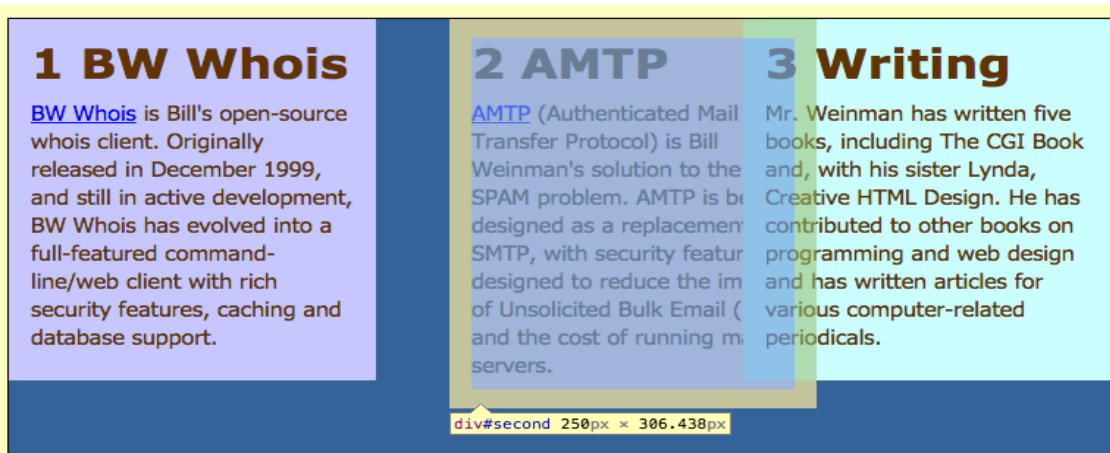 1 BW Whois
BW Whois is Bill's open-source
whois client. Originally
released in December 1999,
and still in active development,
BW Whois has evolved into a
full-featured command-
line/web client with rich
security features, caching and
database support.
2 AMTP
AMTP (Authenticated Mail
Transfer Protocol) is Bill
Weinman's solution to the
SPAM problem. AMTP is
designed as a replacement
SMTP, with security
designed to reduce the
of Unsolicited Bulk Email (
and the cost of running
servers.
3 Writing
Mr. Weinman has written five
books, including The CGI Book
and, with his sister Lynda,
Creative HTML Design. He has
contributed to other books on
programming and web design
and has written articles for
various computer-related
periodicals.
div#second 250px × 306.438px